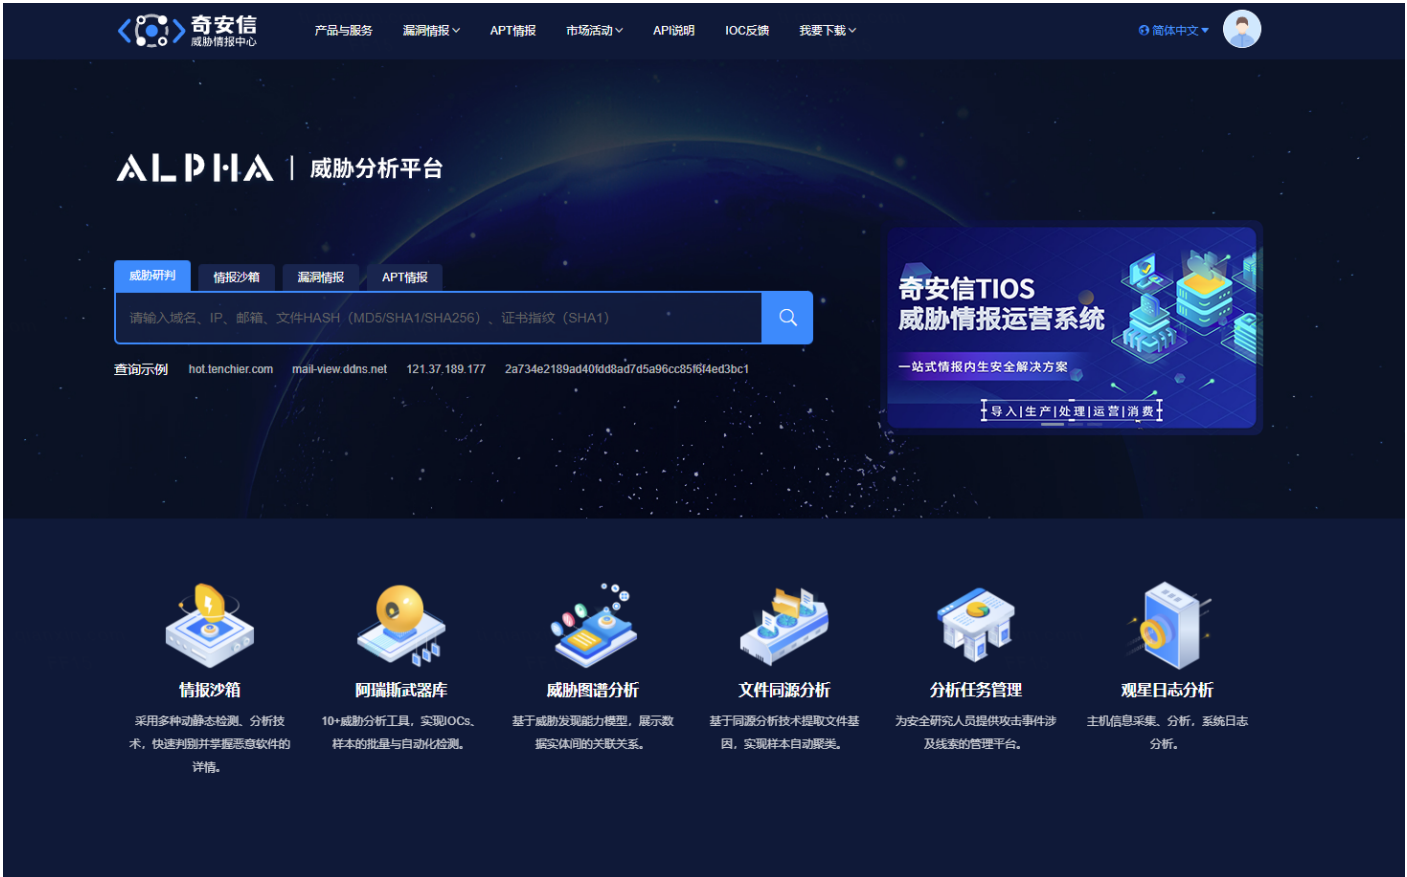 奇安信
威胁情报中心
产品与服务
漏洞情报
APT情报
市场活动
API说明
IOC反馈
我要下载
简体中文
ALPHA | 威胁分析平台
威胁研判
情报沙箱
漏洞情报
APT情报
请输入域名、IP、邮箱、文件HASH（MD5/SHA1/SHA256）、证书指纹（SHA1）
查询示例 hot.tenchier.com mail-view.ddns.net 121.37.189.177 2a734e2189ad40fdd8ad7d5a96cc85f6f4ed3bc1
奇安信TIOS
威胁情报运营系统
一站式情报内生安全解决方案
导入|生产|处理|运营|消费
情报沙箱
采用多种动静态检测、分析技
术，快速判别并掌握恶意软件的
详情。
阿瑞斯武器库
10+威胁分析工具，实现IOCs、
样本的批量与自动化检测。
威胁图谱分析
基于威胁发现能力模型，展示数
据实体间的关联关系。
文件同源分析
基于同源分析技术提取文件基
因，实现样本自动聚类。
分析任务管理
为安全研究人员提供攻击事件涉
及线索的管理平台。
观星日志分析
主机信息采集、分析，系统日志
分析。